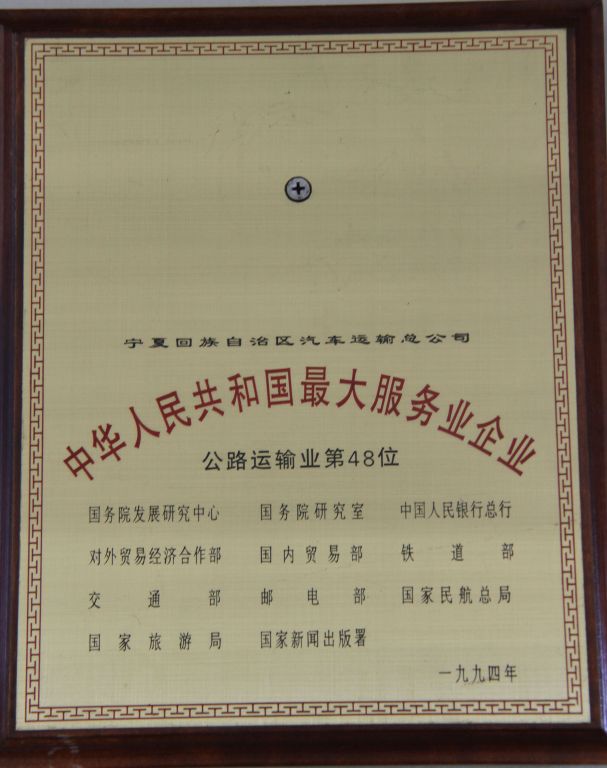 宁夏回族自治区汽车运输总公司
中华人民共和国最大服务业企业
公路运输业第48位
国务院发展研究中心 国务院研究室 中国人民银行总行
对外贸易经济合作部 国内贸易部 铁道部
交通部 邮电部 国家民航总局
国家旅游局 国家新闻出版署
一九九四年